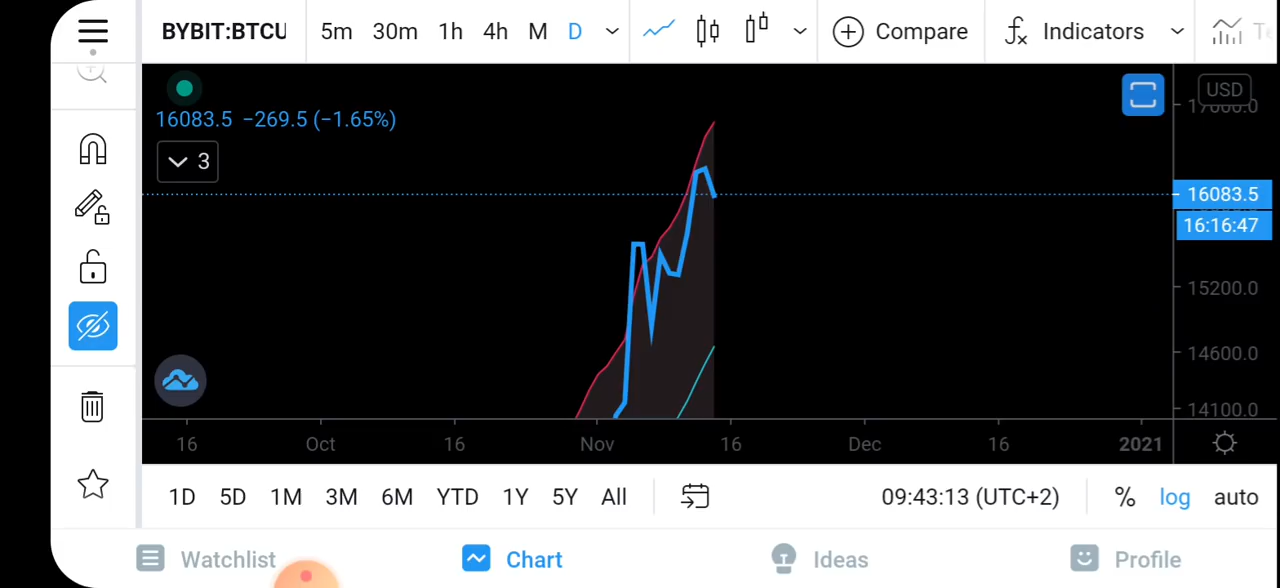 BYBIT:BTCU 5m 30m 1h 4h M D Compare Indicators
16083.5 −269.5 (−1.65%)
3
USD
17000.0
16083.5
16:16:47
15200.0
14600.0
14100.0
16 Oct 16 Nov 16 Dec 16 2021
1D 5D 1M 3M 6M YTD 1Y 5Y All 09:43:13 (UTC+2) % log auto
Watchlist Chart Ideas Profile